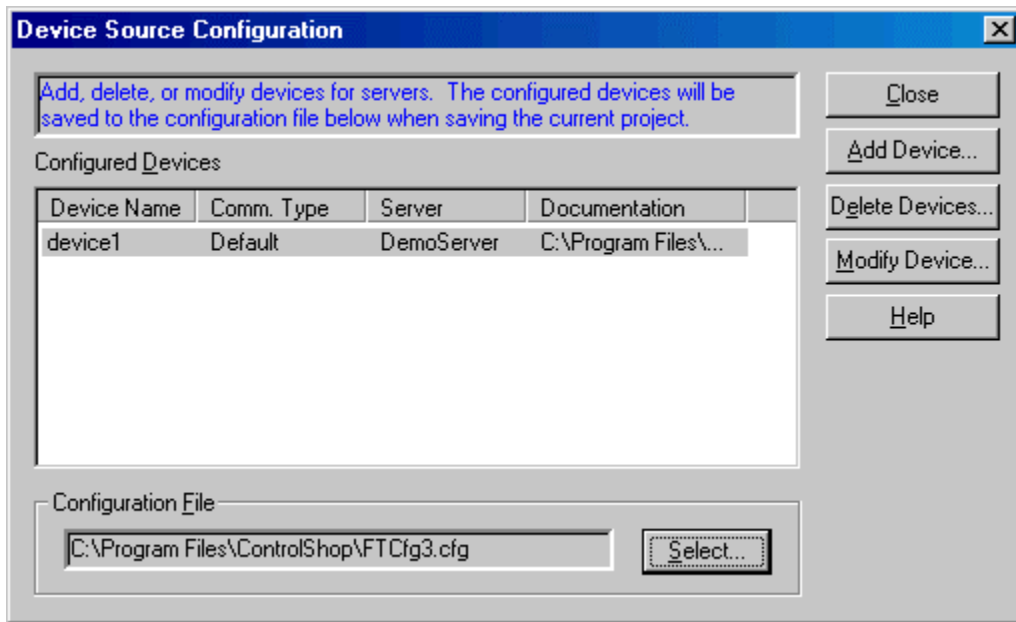 Device Source Configuration
Add, delete, or modify devices for servers.  The configured devices will be
saved to the configuration file below when saving the current project.
Close
Add Device...
Configured Devices
Device Name Comm. Type Server Documentation
Delete Devices...
device1 Default DemoServer C:\Program Files\...
Modify Device...
Help
Configuration File
C:\Program Files\ControlShop\FTCfg3.cfg
Select...